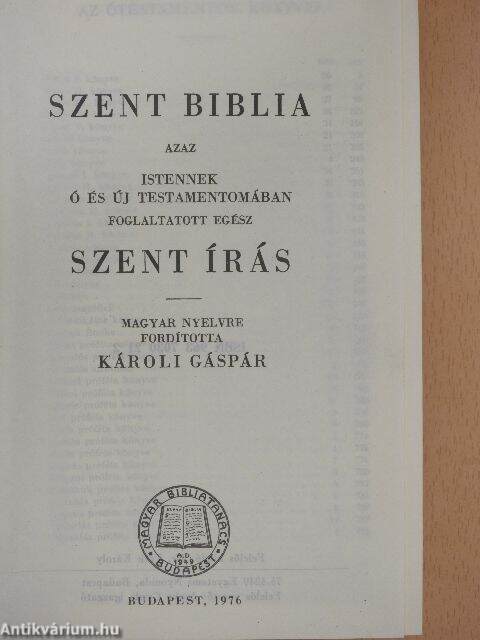 SZENT BIBLIA
AZAZ
ISTENNEK
Ó ÉS ÚJ TESTAMENTOMÁBAN
FOGLALTATOTT EGÉSZ
SZENT ÍRÁS
MAGYAR NYELVRE
FORDÍTOTTA
KÁROLI GÁSPÁR
MAGYAR BIBLIATANÁCS
A.D.
1949
BUDAPEST
BUDAPEST, 1976
Antikvárium.hu